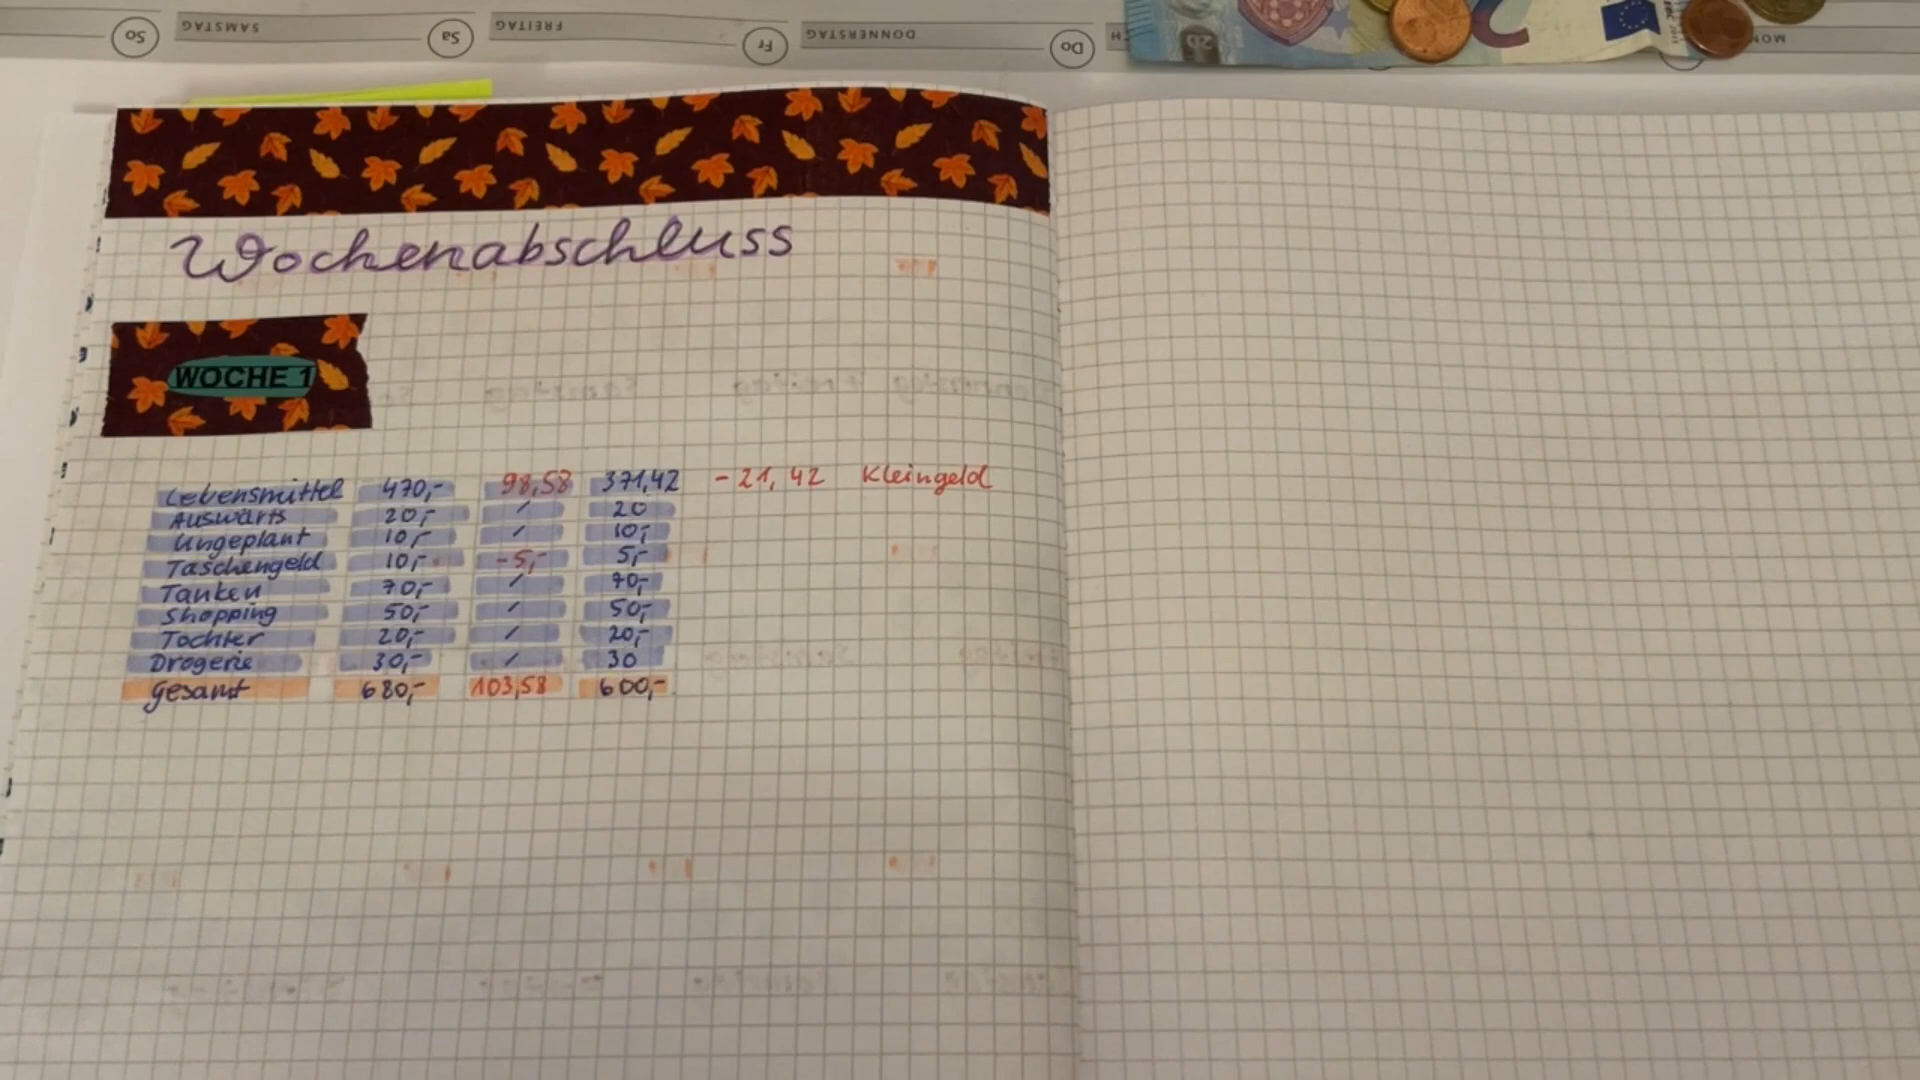 So SAMSTAG Sa FREITAG Fr DONNERSTAG Do
20
Wochenabschluss
WOCHE 1
Lebensmittel 470,- 98,58 371,42 - 21,42 Kleingeld
Auswärts 20,- / 20
Ungeplant 10,- / 10,-
Taschengeld 10,- -5,- 5,-
Tanken 70,- / 70,-
Shopping 50,- / 50,-
Tochter 20,- / 20,-
Drogerie 30,- / 30
Gesamt 680,- 103,58 600,-